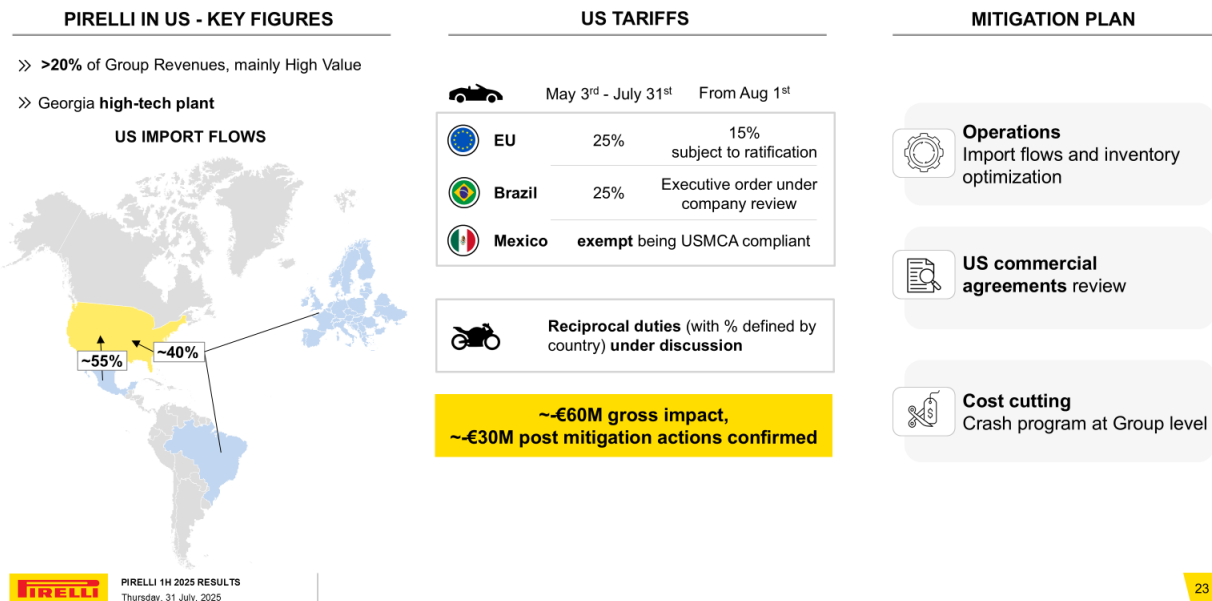 PIRELLI IN US - KEY FIGURES
>20% of Group Revenues, mainly High Value
Georgia high-tech plant
US IMPORT FLOWS
~55%
~40%
US TARIFFS
May 3rd - July 31st From Aug 1st
EU 25% 15%
subject to ratification
Brazil 25% Executive order under
company review
Mexico exempt being USMCA compliant
Reciprocal duties (with % defined by
country) under discussion
~-€60M gross impact,
~-€30M post mitigation actions confirmed
MITIGATION PLAN
Operations
Import flows and inventory
optimization
US commercial
agreements review
$
Cost cutting
Crash program at Group level
PIRELLI
PIRELLI 1H 2025 RESULTS
Thursday, 31 July, 2025
23